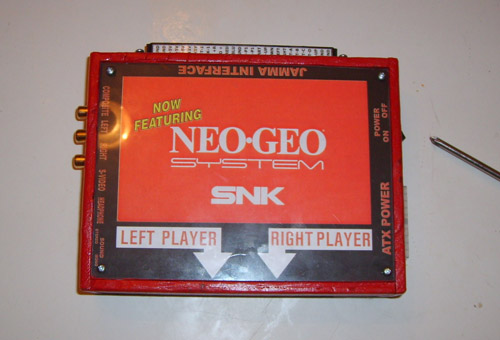 JAMMA INTERFACE
NOW
FEATURING
NEO•GEO
SYSTEM
SNK
LEFT PLAYER
RIGHT PLAYER
COMPOSITE LEFT RIGHT S-VIDEO HEADPHONE
POWER
ON OFF
ATX POWER